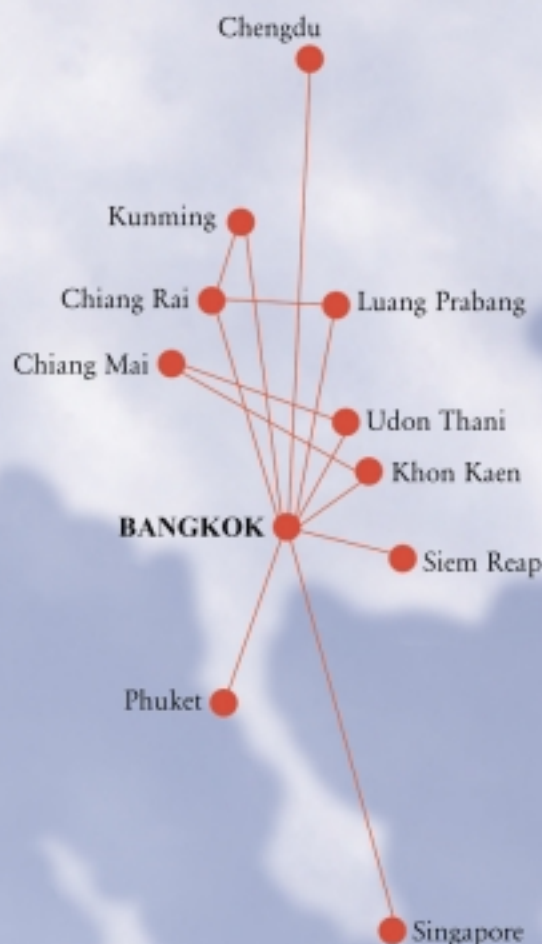 Chengdu
Kunming
Chiang Rai
Luang Prabang
Chiang Mai
Udon Thani
Khon Kaen
BANGKOK
Siem Reap
Phuket
Singapore